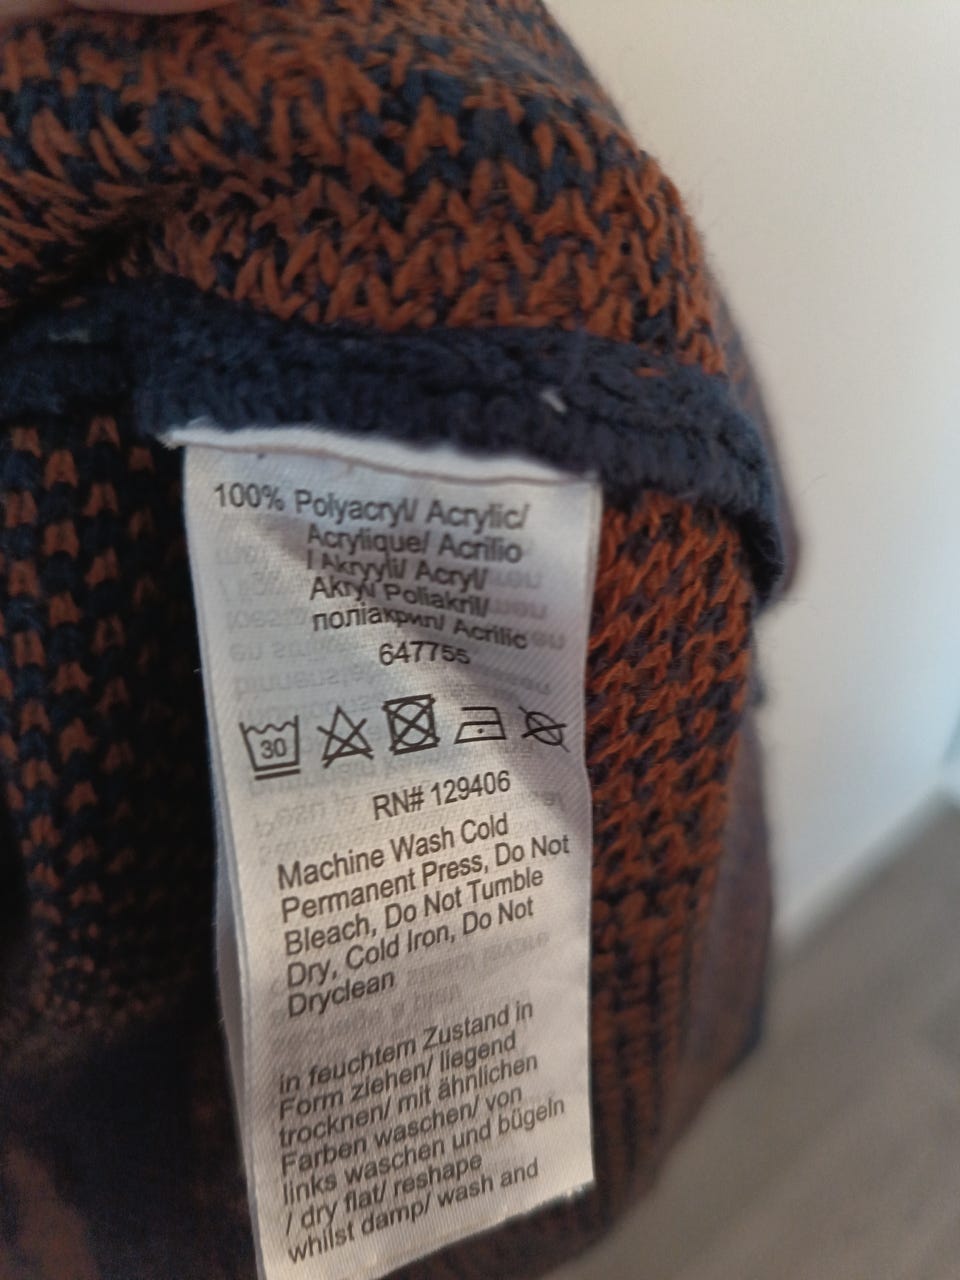 100% Polyacryl/ Acrylic/
Acrylique/ Acrilio
/ Akryyli/ Acryl/
Akryl/ Poliakril/
поліакрил/ Acrilic
647755
30
RN# 129406
Machine Wash Cold
Permanent Press, Do Not
Bleach, Do Not Tumble
Dry, Cold Iron, Do Not
Dryclean
in feuchtem Zustand in
Form ziehen/ liegend
trocknen/ mit ähnlichen
Farben waschen/ von
links waschen und bügeln
/ dry flat/ reshape
whilst damp/ wash and